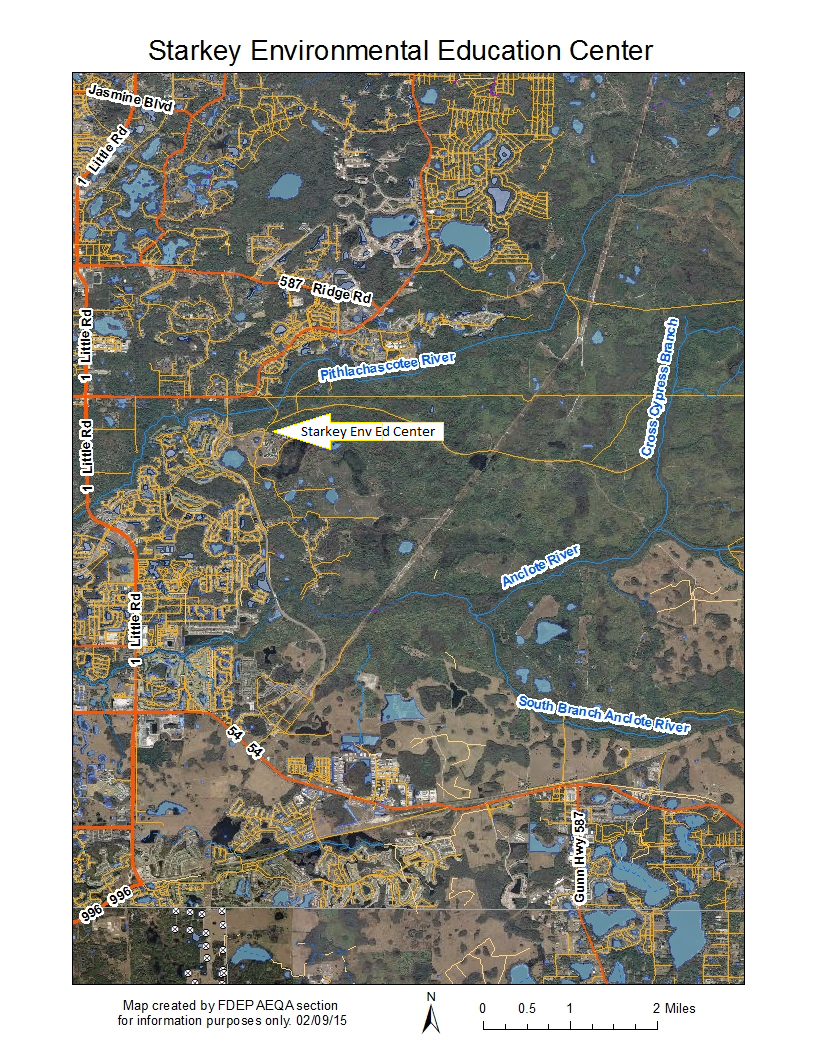 Starkey Environmental Education Center
Jasmine Blvd
1 Little Rd
587 Ridge Rd
1 Little Rd
Pithlachascotee River
Cross Cypress Branch
1 Little Rd
Starkey Env Ed Center
Anclote River
1 Little Rd
South Branch Anclote River
54 54
Gunn Hwy 587
996 996
Map created by FDEP AEQA section
for information purposes only. 02/09/15
N
0 0.5 1 2 Miles